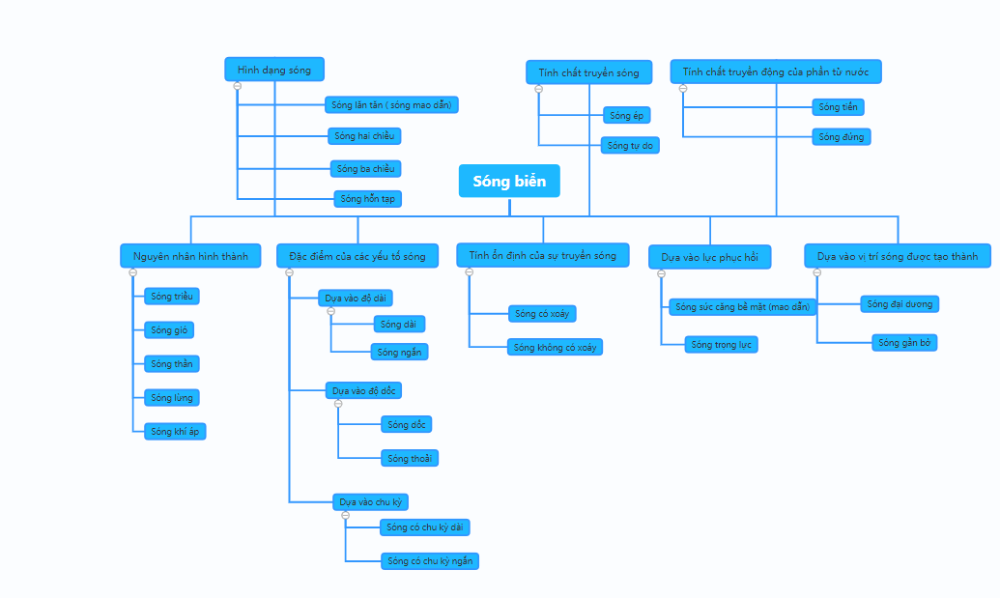 Hình dạng sóng
Sóng lăn tăn ( sóng mao dẫn)
Sóng hai chiều
Sóng ba chiều
Sóng hỗn tạp
Tính chất truyền sóng
Sóng ép
Sóng tự do
Tính chất truyền động của phần tử nước
Sóng tiến
Sóng đứng
Sóng biển
Nguyên nhân hình thành
Sóng triều
Sóng gió
Sóng thần
Sóng lừng
Sóng khí áp
Đặc điểm của các yếu tố sóng
Dựa vào độ dài
Sóng dài
Sóng ngắn
Dựa vào độ dốc
Sóng dốc
Sóng thoải
Dựa vào chu kỳ
Sóng có chu kỳ dài
Sóng có chu kỳ ngắn
Tính ổn định của sự truyền sóng
Sóng có xoáy
Sóng không có xoáy
Dựa vào lực phục hồi
Sóng sức căng bề mặt (mao dẫn)
Sóng trọng lực
Dựa vào vị trí sóng được tạo thành
Sóng đại dương
Sóng gần bờ